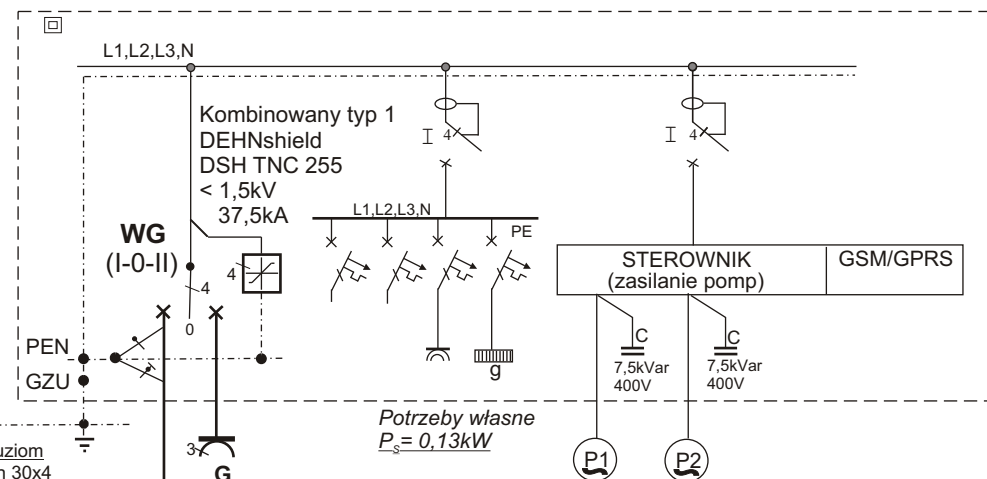 L1,L2,L3,N
Kombinowany typ 1
DEHNshield
DSH TNC 255
< 1,5kV
37,5kA
I 4
I 4
L1,L2,L3,N
PE
WG
(I-0-II)
4
4
0
STEROWNIK
(zasilanie pomp)
GSM/GPRS
PEN
GZU
g
C
7,5kVar
400V
C
7,5kVar
400V
Potrzeby własne
Ps= 0,13kW
3
G
P1
P2
uziom
30x4